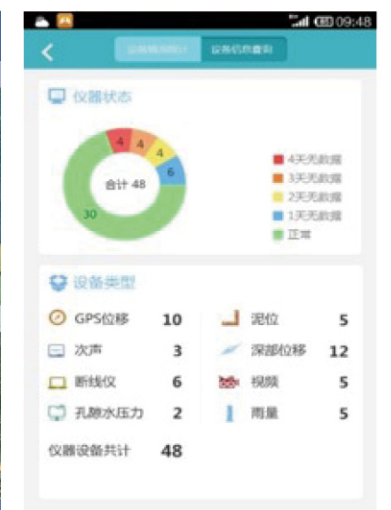 09:48
设备信息查询
仪器状态
4
4
4
6
30
合计 48
4天无数据
3天无数据
2天无数据
1天无数据
正常
设备类型
GPS位移 10
泥位 5
次声 3
深部位移 12
断线仪 6
视频 5
孔隙水压力 2
雨量 5
仪器设备共计 48